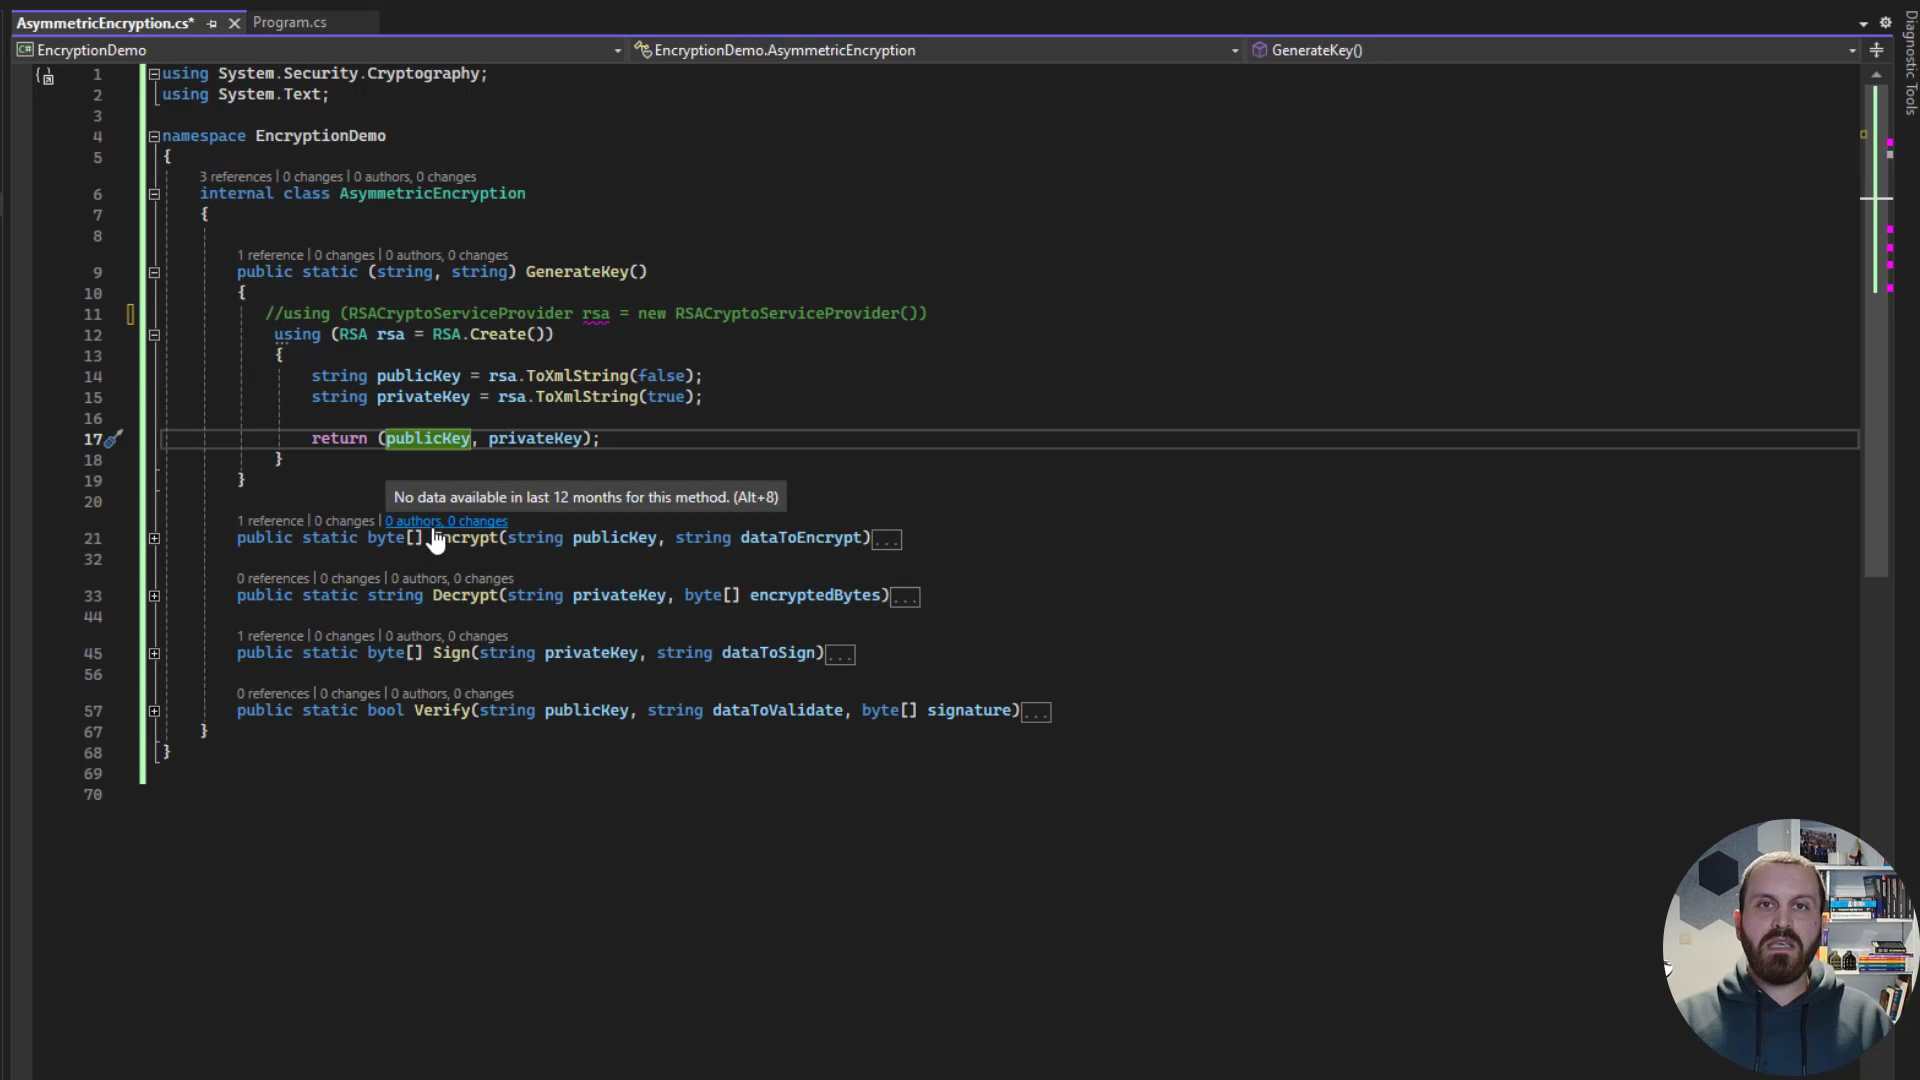 AsymmetricEncryption.cs* Program.cs
EncryptionDemo EncryptionDemo.AsymmetricEncryption GenerateKey()
Diagnostic Tools
1 using System.Security.Cryptography;
2 using System.Text;
3
4 namespace EncryptionDemo
5 {
3 references | 0 changes | 0 authors, 0 changes
6 internal class AsymmetricEncryption
7 {
8
1 reference | 0 changes | 0 authors, 0 changes
9 public static (string, string) GenerateKey()
10 {
11 //using (RSACryptoServiceProvider rsa = new RSACryptoServiceProvider())
12 using (RSA rsa = RSA.Create())
13 {
14 string publicKey = rsa.ToXmlString(false);
15 string privateKey = rsa.ToXmlString(true);
16
17 return (publicKey, privateKey);
18 }
19 }
20
No data available in last 12 months for this method. (Alt+8)
1 reference | 0 changes | 0 authors, 0 changes
21 public static byte[] Encrypt(string publicKey, string dataToEncrypt)...
32
0 references | 0 changes | 0 authors, 0 changes
33 public static string Decrypt(string privateKey, byte[] encryptedBytes)...
44
1 reference | 0 changes | 0 authors, 0 changes
45 public static byte[] Sign(string privateKey, string dataToSign)...
56
0 references | 0 changes | 0 authors, 0 changes
57 public static bool Verify(string publicKey, string dataToValidate, byte[] signature)...
67 }
68 }
69
70